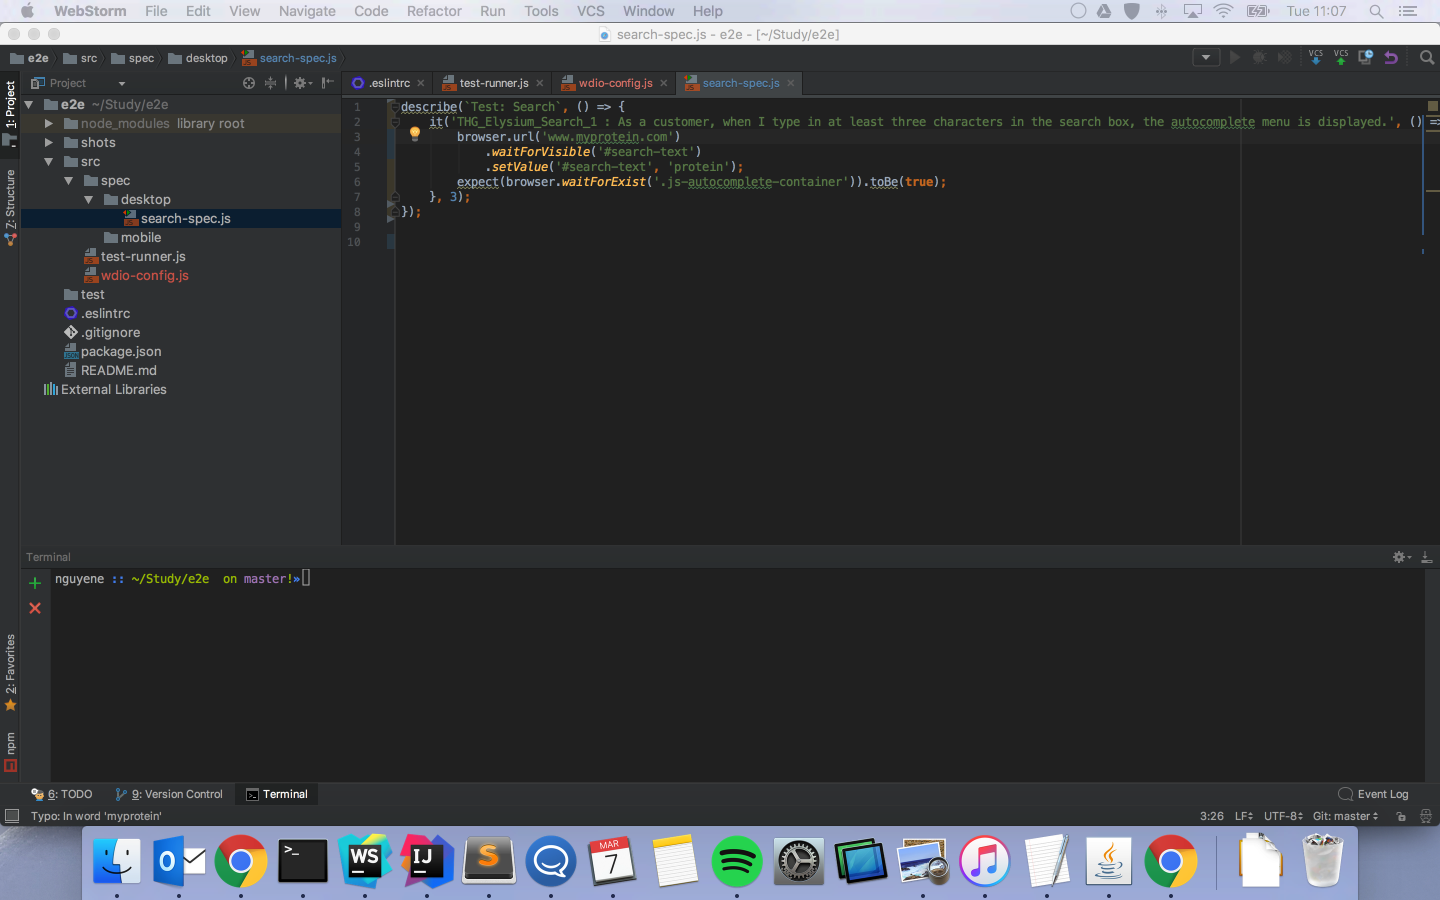 WebStorm File Edit View Navigate Code Refactor Run Tools VCS Window Help Tue 11:07
search-spec.js - e2e - [~/Study/e2e]
e2e src spec desktop search-spec.js VCS VCS
Project .eslintrc test-runner.js wdio-config.js search-spec.js
1: Project
Z: Structure
2: Favorites
npm
e2e ~/Study/e2e
node_modules library root
shots
src
spec
desktop
search-spec.js
mobile
test-runner.js
wdio-config.js
test
.eslintrc
.gitignore
package.json
README.md
External Libraries
1 describe(`Test: Search`, () => {
2 it('THG_Elysium_Search_1 : As a customer, when I type in at least three characters in the search box, the autocomplete menu is displayed.', () =>
3 browser.url('www.myprotein.com')
4 .waitForVisible('#search-text')
5 .setValue('#search-text', 'protein');
6 expect(browser.waitForExist('.js-autocomplete-container')).toBe(true);
7 }, 3);
8 });
9
10
Terminal
nguyene :: ~/Study/e2e on master!»
6: TODO 9: Version Control Terminal Event Log
Typo: In word 'myprotein' 3:26 LF UTF-8 Git: master
WS IJ S MAR 7